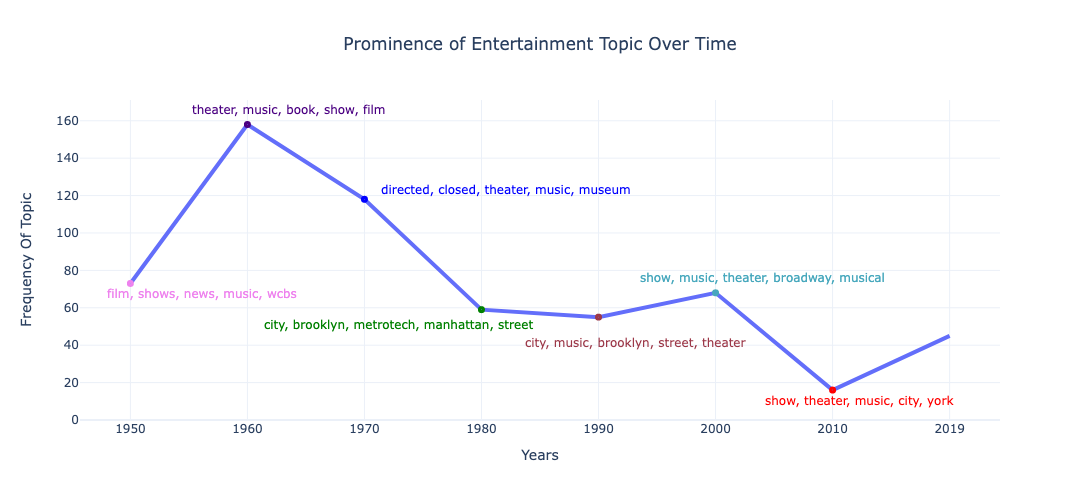 Prominence of Entertainment Topic Over Time
theater, music, book, show, film
160
140
directed, closed, theater, music, museum
120
100
80
show, music, theater, broadway, musical
film, shows, news, music, wcbs
60
city, brooklyn, metrotech, manhattan, street
city, music, brooklyn, street, theater
40
20
show, theater, music, city, york
0
Frequency Of Topic
1950 1960 1970 1980 1990 2000 2010 2019
Years